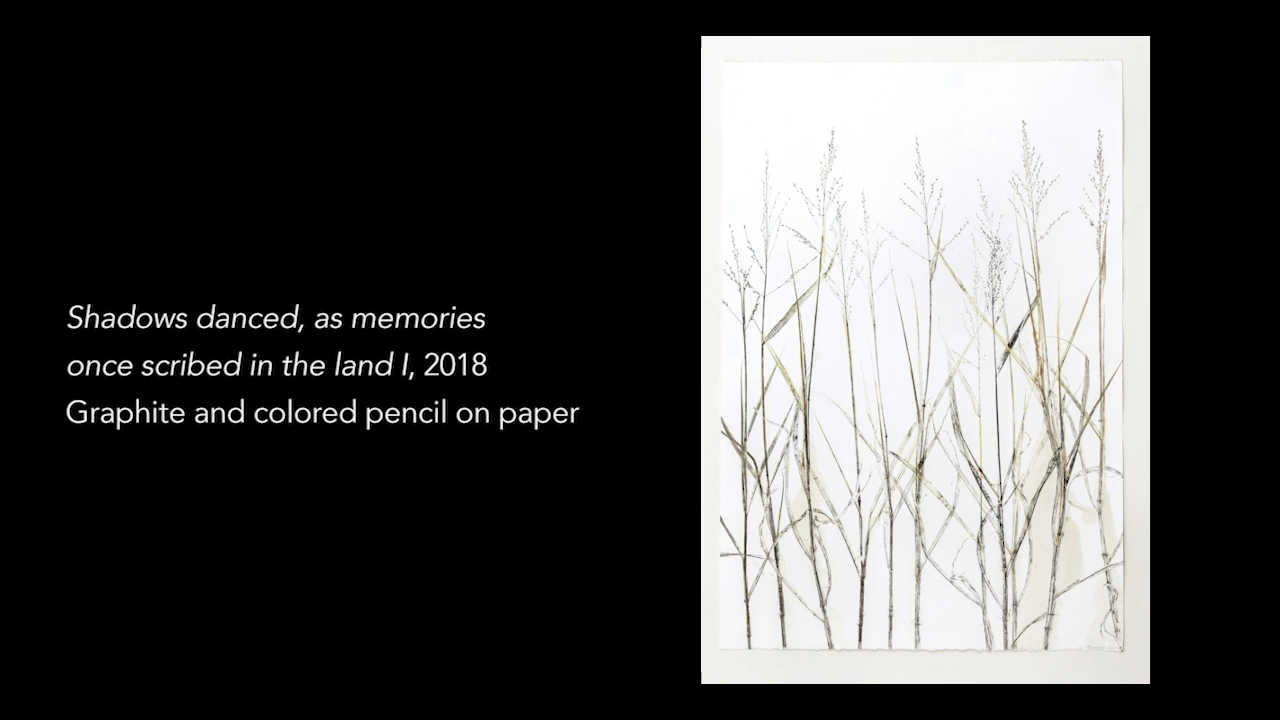 Shadows danced, as memories
once scribed in the land I, 2018
Graphite and colored pencil on paper